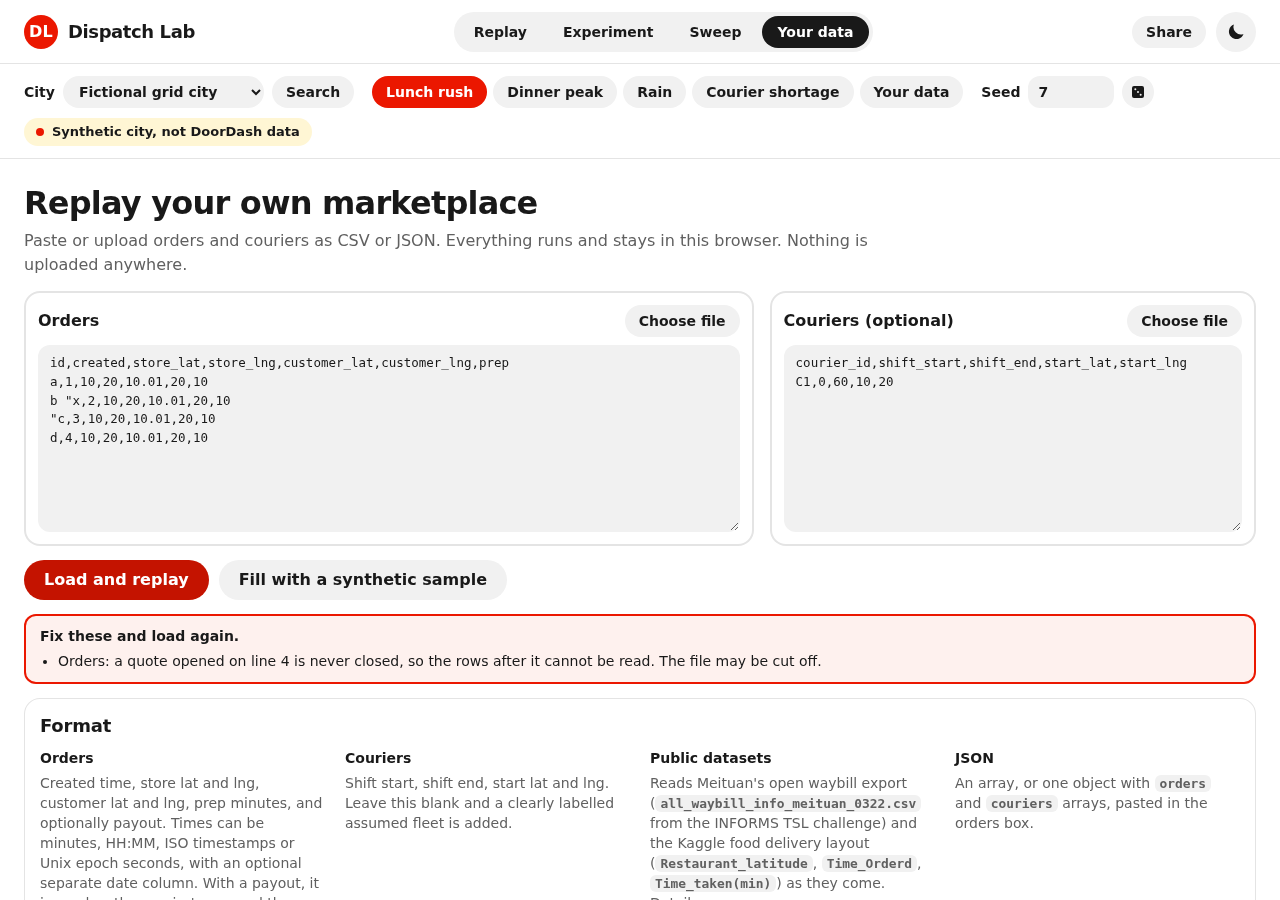 DL Dispatch Lab
Replay Experiment Sweep Your data
Share
City Fictional grid city Search Lunch rush Dinner peak Rain Courier shortage Your data Seed 7
Synthetic city, not DoorDash data
Replay your own marketplace
Paste or upload orders and couriers as CSV or JSON. Everything runs and stays in this browser. Nothing is
uploaded anywhere.
Orders
Choose file
id,created,store_lat,store_lng,customer_lat,customer_lng,prep
a,1,10,20,10.01,20,10
b "x,2,10,20,10.01,20,10
"c,3,10,20,10.01,20,10
d,4,10,20,10.01,20,10
Couriers (optional)
Choose file
courier_id,shift_start,shift_end,start_lat,start_lng
C1,0,60,10,20
Load and replay
Fill with a synthetic sample
Fix these and load again.
• Orders: a quote opened on line 4 is never closed, so the rows after it cannot be read. The file may be cut off.
Format
Orders
Created time, store lat and lng,
customer lat and lng, prep minutes, and
optionally payout. Times can be
minutes, HH:MM, ISO timestamps or
Unix epoch seconds, with an optional
separate date column. With a payout, it
Couriers
Shift start, shift end, start lat and lng.
Leave this blank and a clearly labelled
assumed fleet is added.
Public datasets
Reads Meituan's open waybill export
(all_waybill_info_meituan_0322.csv
from the INFORMS TSL challenge) and
the Kaggle food delivery layout
(Restaurant_latitude, Time_Orderd,
Time_taken(min)) as they come.
JSON
An array, or one object with orders
and couriers arrays, pasted in the
orders box.